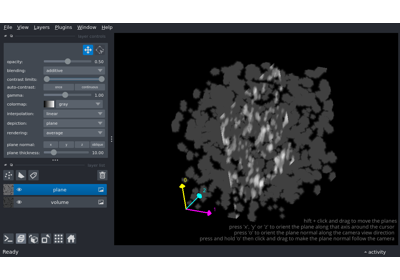 File View Layers Plugins Window Help
layer controls
opacity: 0.50
blending: additive
contrast limits:
auto-contrast: once continuous
gamma: 1.00
colormap: gray
interpolation: linear
depiction: plane
rendering: average
plane normal: x y z oblique
plane thickness: 10.00
layer list
plane
volume
hift + click and drag to move the planes
press 'x', 'y' or 'z' to orient the plane along that axis around the cursor
press 'o' to orient the plane normal along the camera view direction
press and hold 'o' then click and drag to make the plane normal follow the camera
Ready
activity